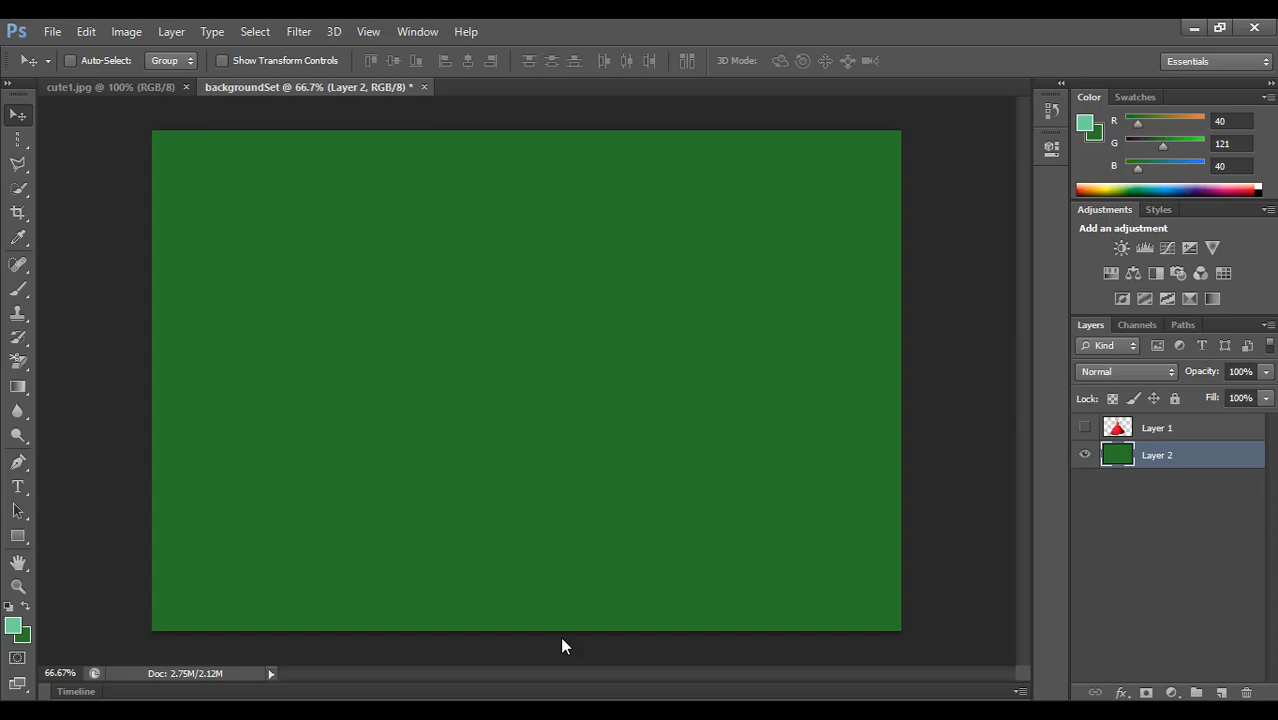 Ps File Edit Image Layer Type Select Filter 3D View Window Help
Auto-Select: Group Show Transform Controls 3D Mode: Essentials
cute1.jpg @ 100% (RGB/8) × backgroundSet @ 66.7% (Layer 2, RGB/8) * ×
Color Swatches
R 40
G 121
B 40
Adjustments Styles
Add an adjustment
Layers Channels Paths
Kind T
Normal Opacity: 100%
Lock: Fill: 100%
Layer 1
Layer 2
T
66.67% Doc: 2.75M/2.12M
Timeline fx